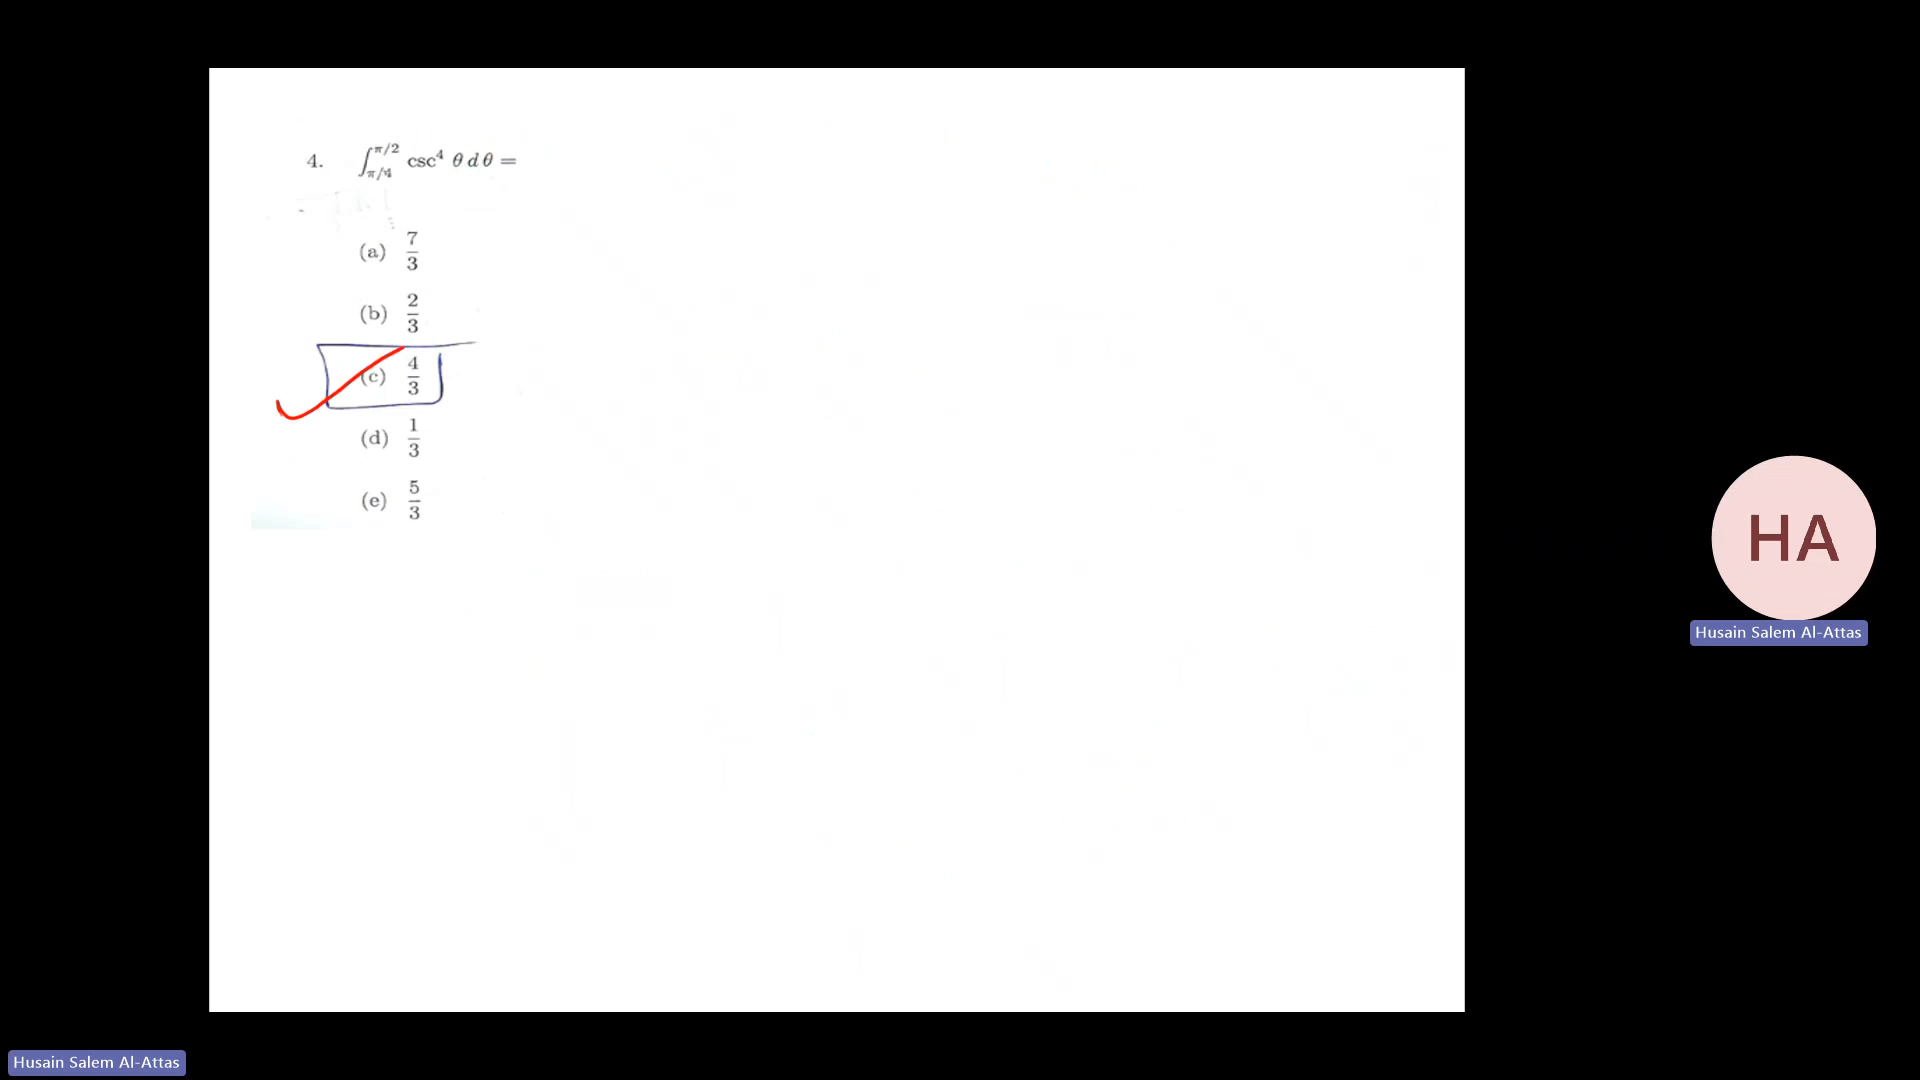 4. ∫_{π/4}^{π/2} csc⁴ θ dθ =
(a) 7/3
(b) 2/3
(c) 4/3
(d) 1/3
(e) 5/3
HA
Husain Salem Al-Attas
Husain Salem Al-Attas